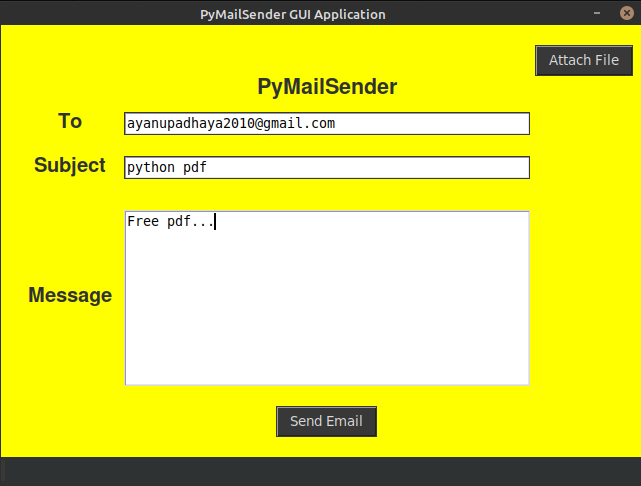 PyMailSender GUI Application
Attach File
PyMailSender
To
ayanupadhaya2010@gmail.com
Subject
python pdf
Message
Free pdf...
Send Email